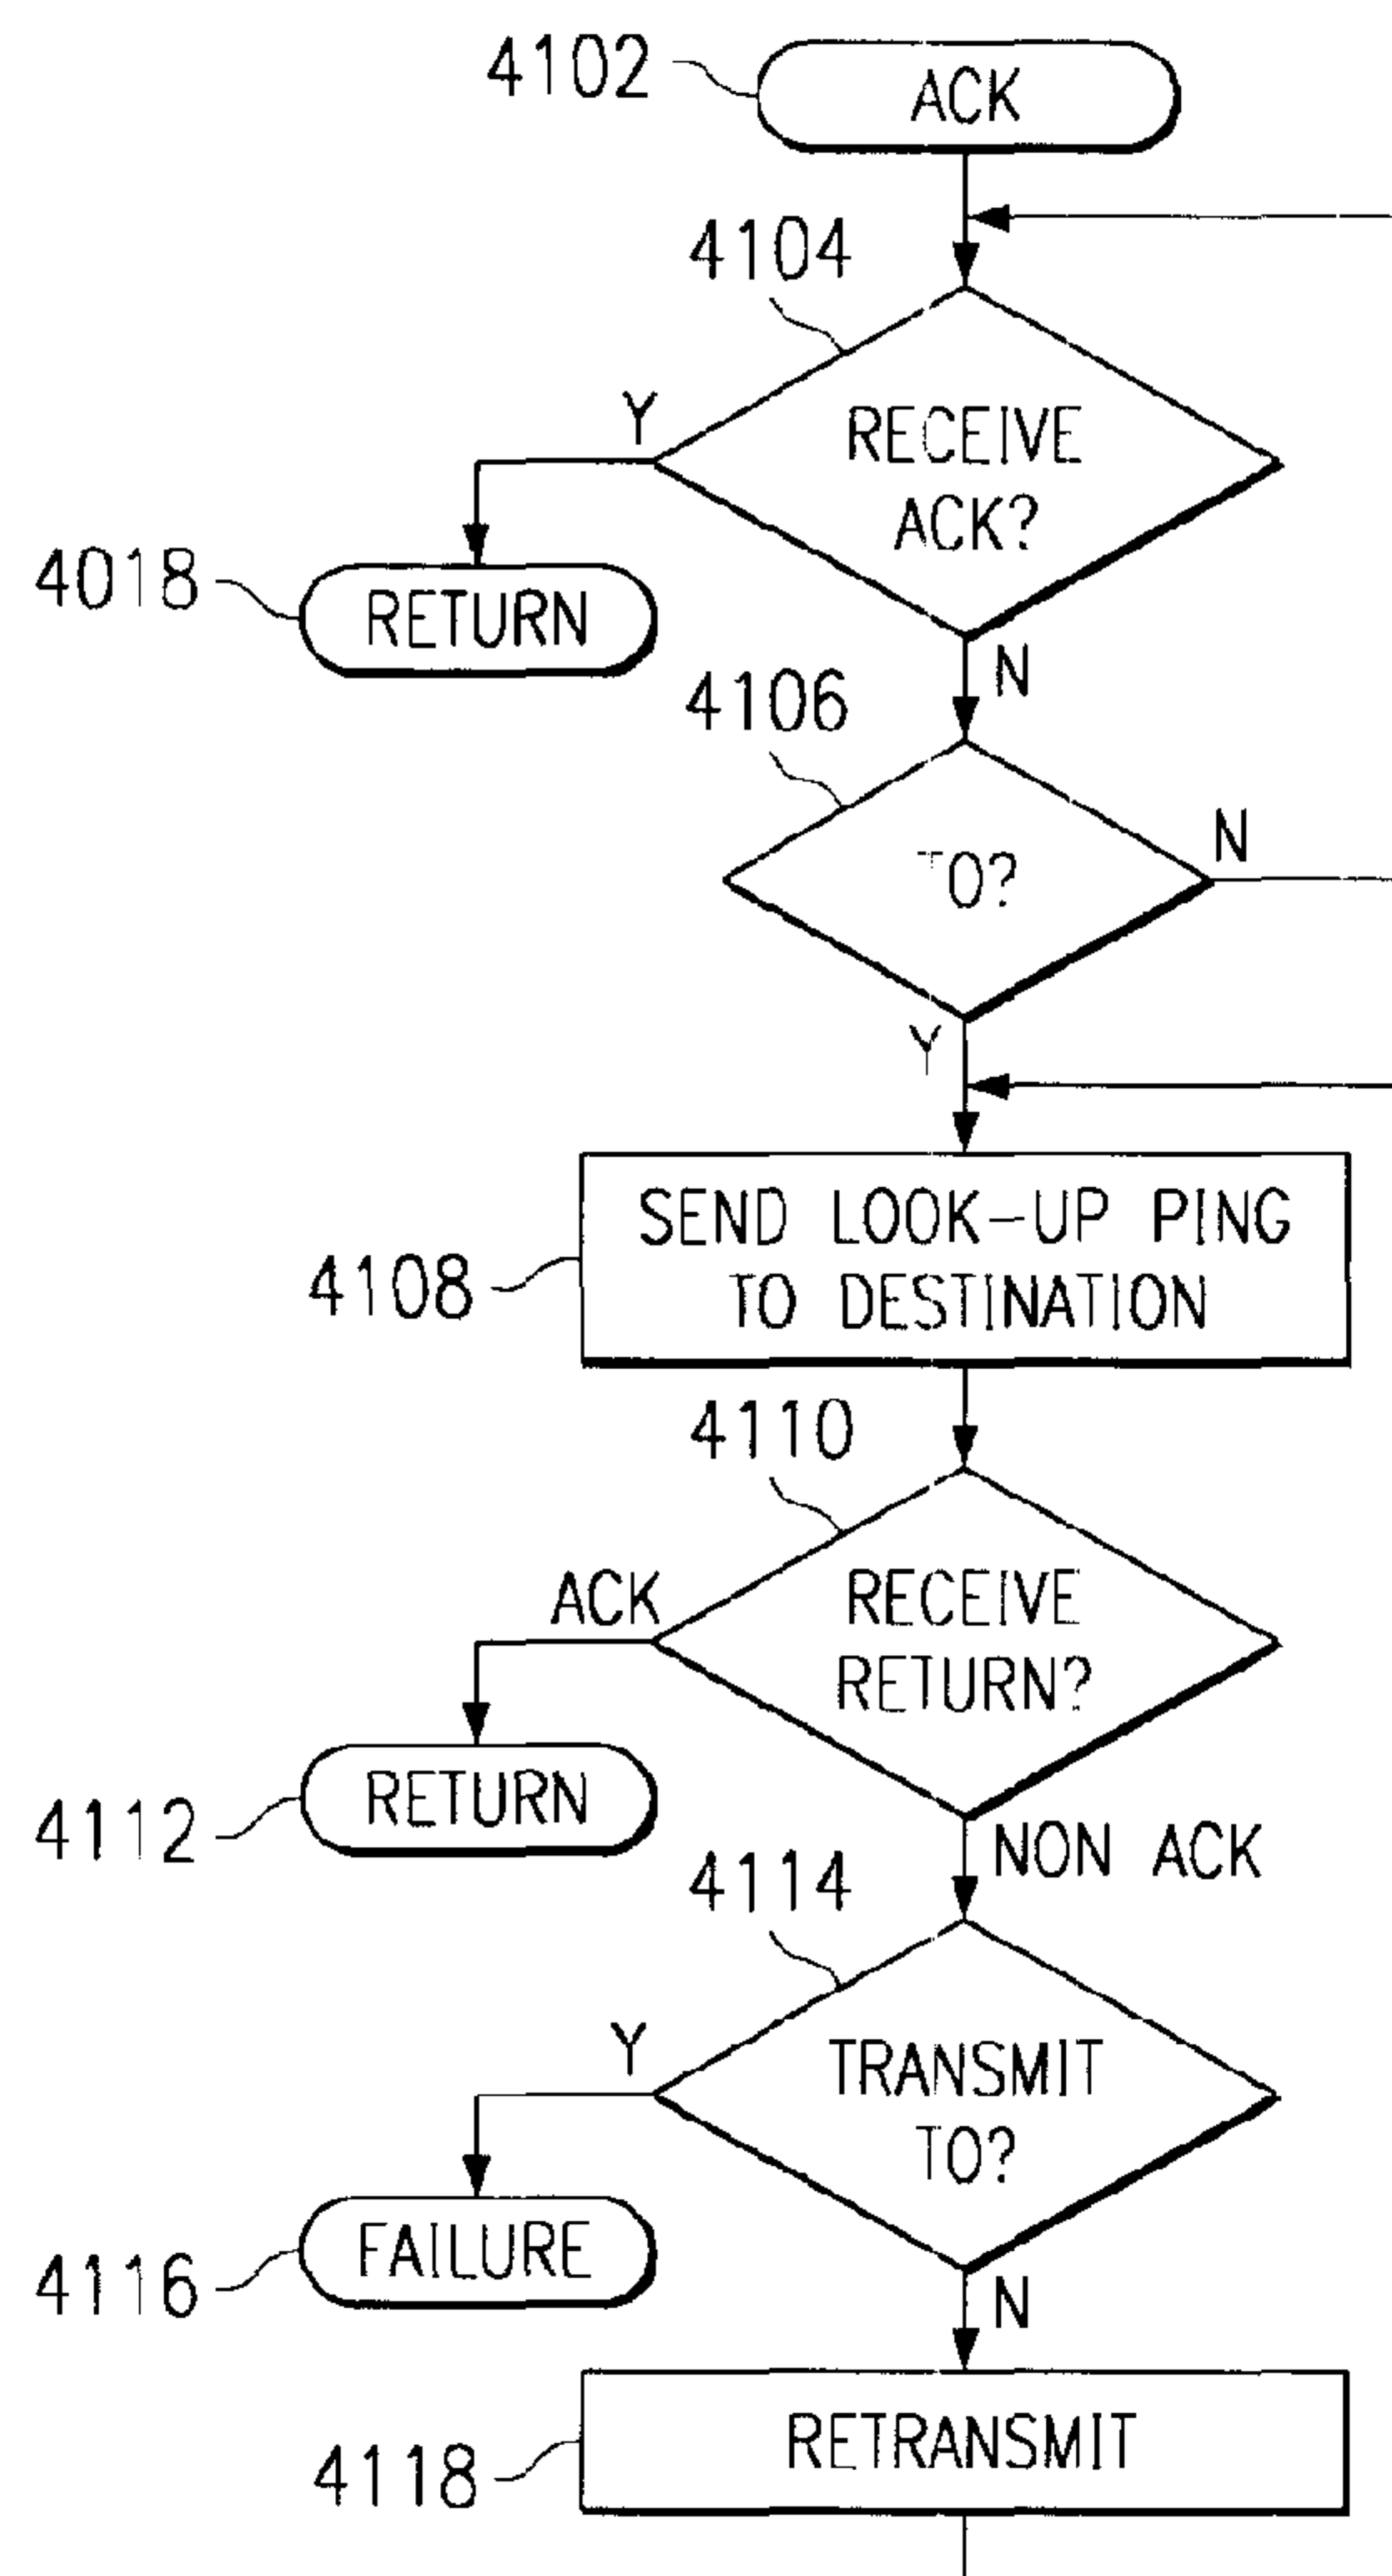 4102
ACK
4104
Y
RECEIVE
ACK?
4018
RETURN
N
4106
TO?
N
Y
SEND LOOK-UP PING
TO DESTINATION
4108
4110
ACK
RECEIVE
RETURN?
4112
RETURN
NON ACK
4114
Y
TRANSMIT
TO?
4116
FAILURE
N
RETRANSMIT
4118